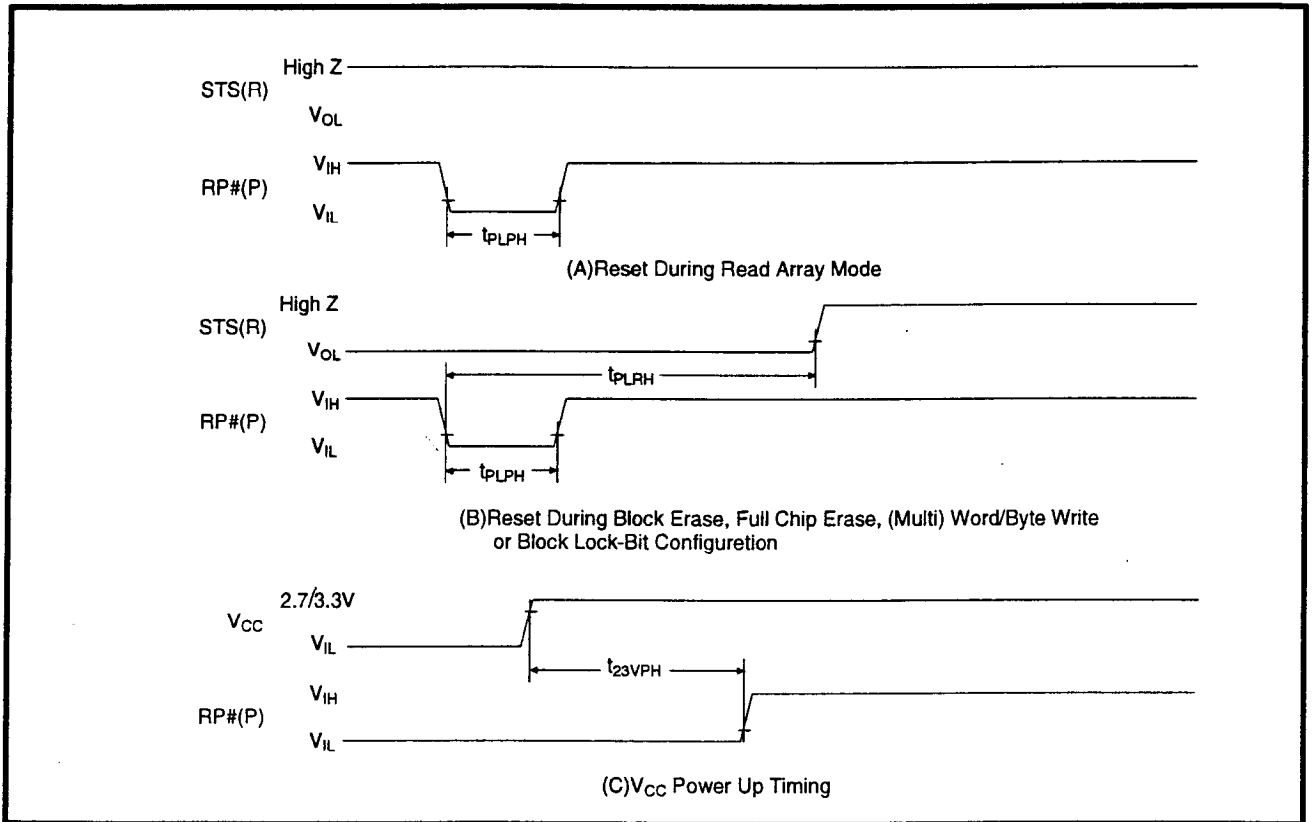 High Z
STS(R)
VOL
VIH
RP#(P)
VIL
tPLPH
(A)Reset During Read Array Mode
High Z
STS(R)
VOL
tPLRH
VIH
RP#(P)
VIL
tPLPH
(B)Reset During Block Erase, Full Chip Erase, (Multi) Word/Byte Write
or Block Lock-Bit Configuretion
2.7/3.3V
VCC
VIL
t23VPH
VIH
RP#(P)
VIL
(C)VCC Power Up Timing